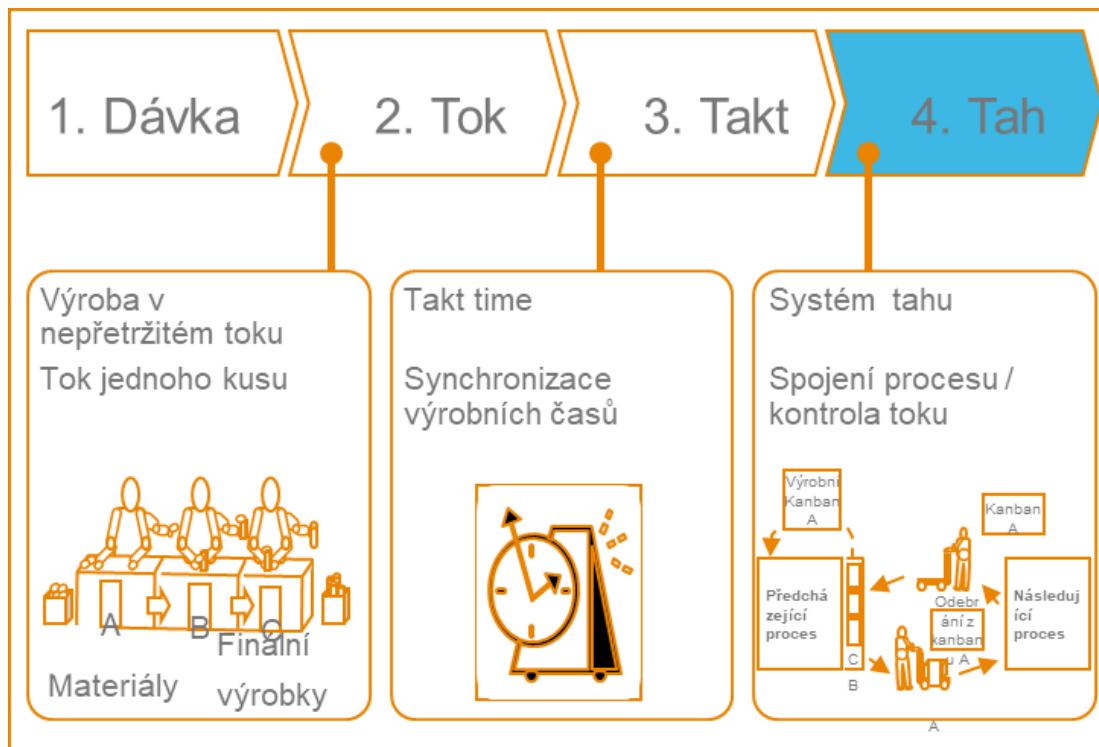 1. Dávka
2. Tok
3. Takt
4. Tah
Výroba v
nepřetržitém toku
Tok jednoho kusu
A
B
C
Finální
Materiály
výrobky
Takt time
Synchronizace
výrobních časů
Systém tahu
Spojení procesu /
kontrola toku
Výrobní
Kanban
A
Kanban
A
Předchá
zející
proces
Odebr
ání z
kanban
u A
Následuj
ící
proces
C
B
A